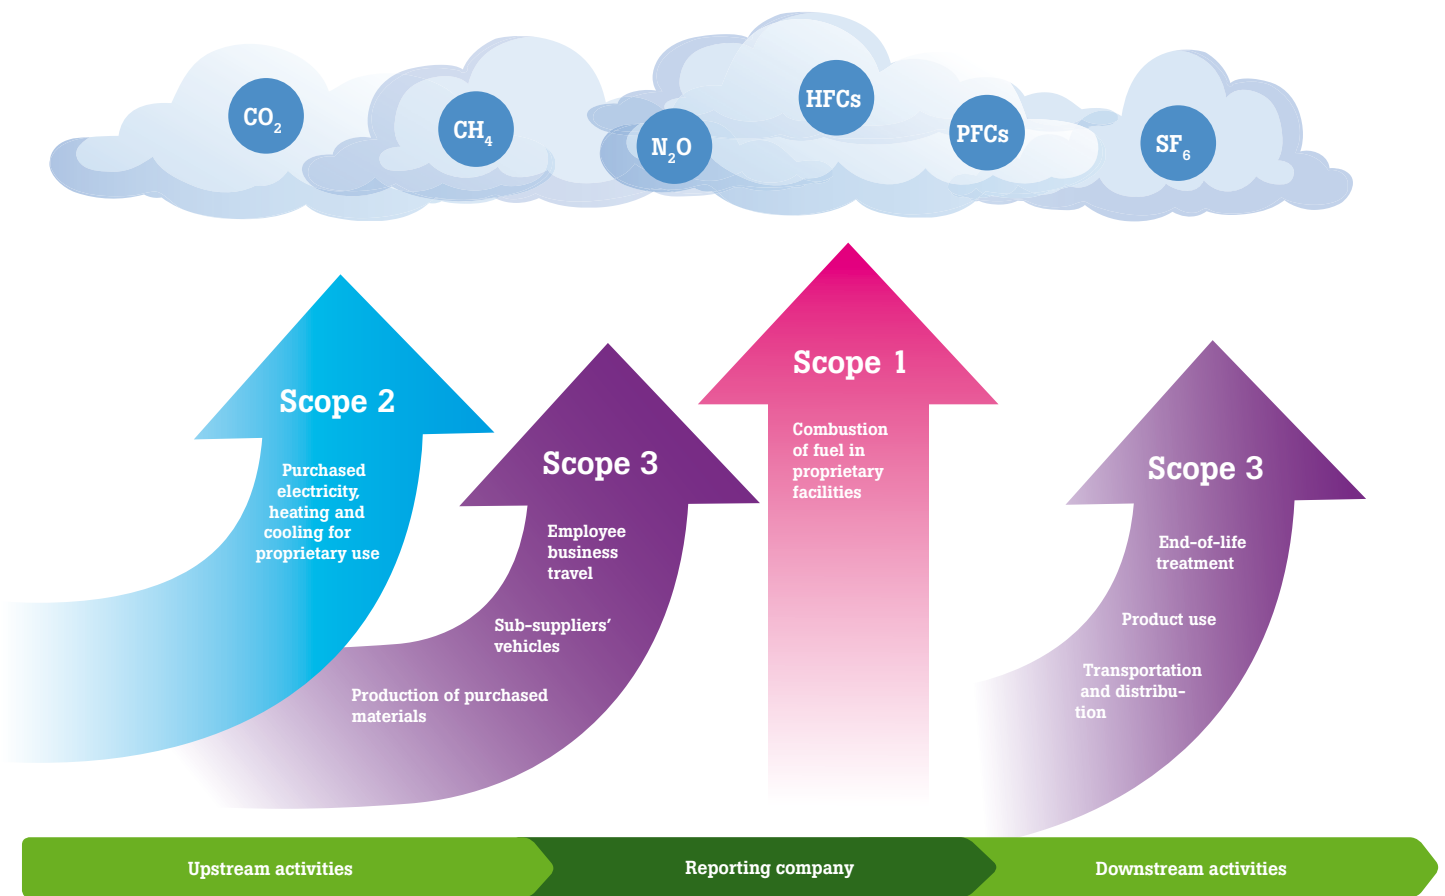 CO₂
CH₄
N₂O
HFCs
PFCs
SF₆
Scope 2
Purchased
electricity,
heating and
cooling for
proprietary use
Scope 3
Employee
business
travel
Sub-suppliers’
vehicles
Production of purchased
materials
Scope 1
Combustion
of fuel in
proprietary
facilities
Scope 3
End-of-life
treatment
Product use
Transportation
and distribu-
tion
Upstream activities
Reporting company
Downstream activities